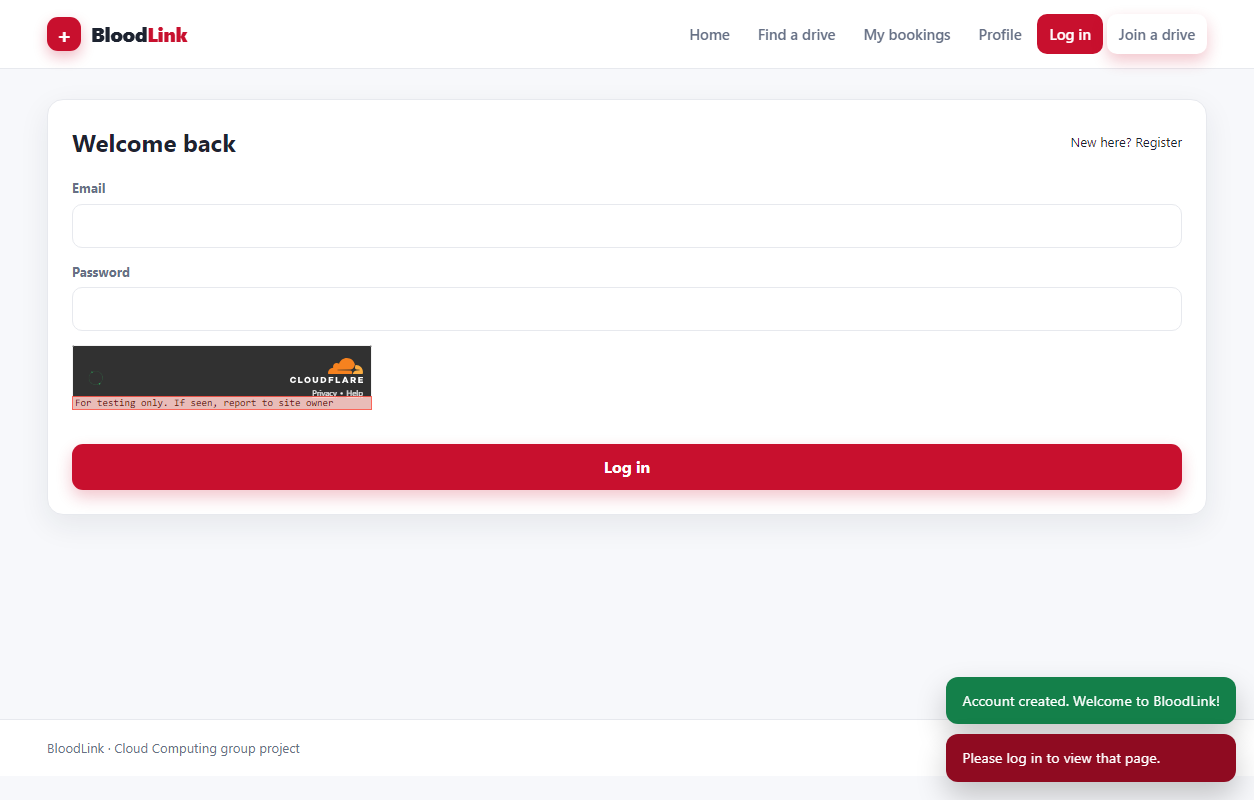 + BloodLink
Home Find a drive My bookings Profile Log in Join a drive
Welcome back
New here? Register
Email
Password
CLOUDFLARE
Privacy • Help
For testing only. If seen, report to site owner
Log in
Account created. Welcome to BloodLink!
BloodLink · Cloud Computing group project
Please log in to view that page.